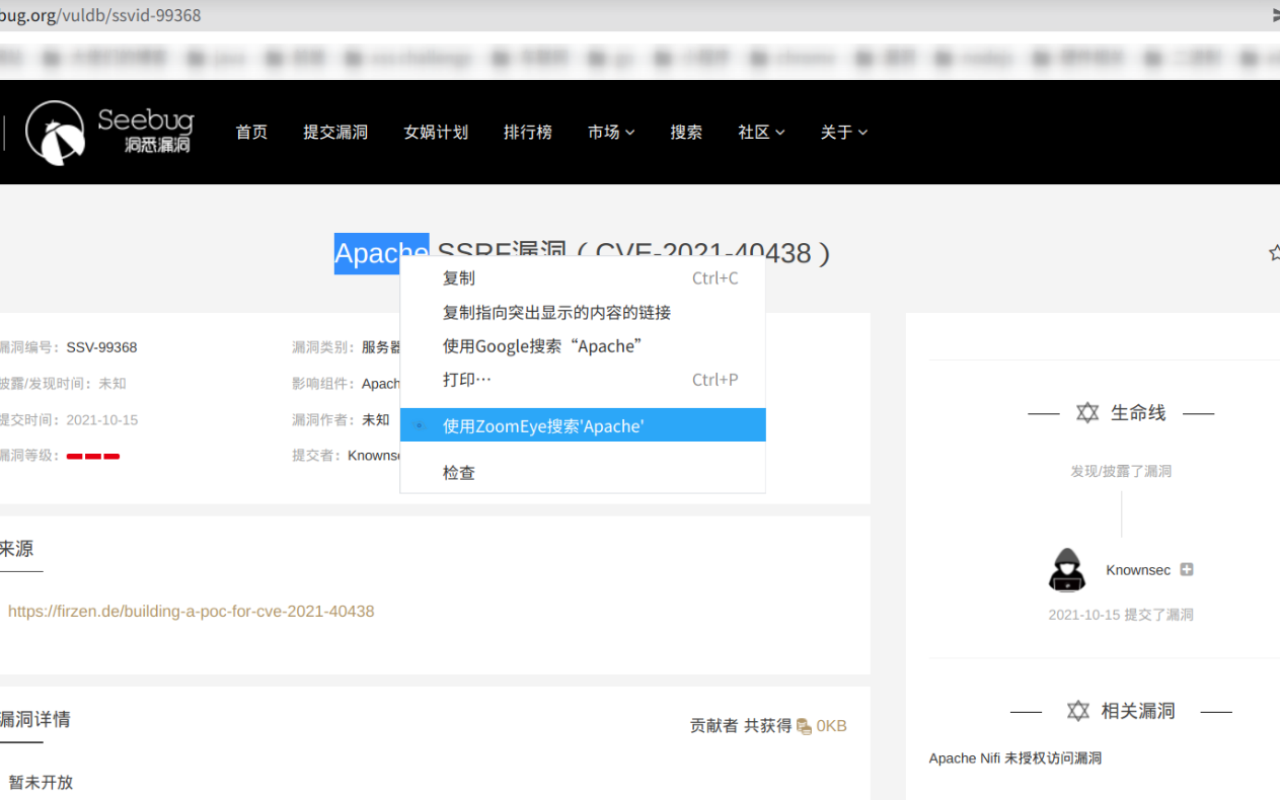 bug.org/vuldb/ssvid-99368
Seebug
洞悉漏洞
首页 提交漏洞 女娲计划 排行榜 市场 搜索 社区 关于
Apache SSRF漏洞（CVE-2021-40438）
复制 Ctrl+C
复制指向突出显示的内容的链接
使用Google搜索“Apache”
打印… Ctrl+P
使用ZoomEye搜索'Apache'
检查
漏洞编号：SSV-99368
披露/发现时间：未知
提交时间：2021-10-15
漏洞等级：
漏洞类别：服务器
影响组件：Apach
漏洞作者：未知
提交者：Knowns
来源
https://firzen.de/building-a-poc-for-cve-2021-40438
漏洞详情
贡献者 共获得 0KB
暂未开放
生命线
发现/披露了漏洞
Knownsec
2021-10-15 提交了漏洞
相关漏洞
Apache Nifi 未授权访问漏洞